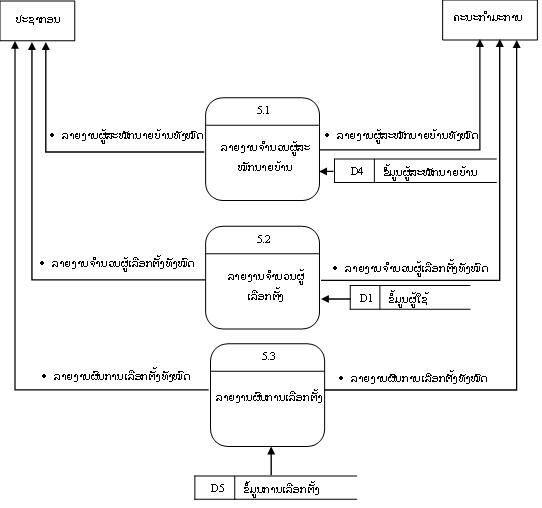 ປະຊາກອນ
ຄະນະກຳມະການ
5.1
• ລາຍງານຜູ້ສະໝັກນາຍບ້ານທັງໝົດ
• ລາຍງານຜູ້ສະໝັກນາຍບ້ານທັງໝົດ
ລາຍງານຈຳນວນຜູ້ສະ
ໝັກນາຍບ້ານ
D4 ຂໍ້ມູນຜູ້ສະໝັກນາຍບ້ານ
5.2
• ລາຍງານຈຳນວນຜູ້ເລືອກຕັ້ງທັງໝົດ
• ລາຍງານຈຳນວນຜູ້ເລືອກຕັ້ງທັງໝົດ
ລາຍງານຈຳນວນຜູ້
ເລືອກຕັ້ງ
D1 ຂໍ້ມູນຜູ້ໃຊ້
5.3
• ລາຍງານຜົນການເລືອກຕັ້ງທັງໝົດ
• ລາຍງານຜົນການເລືອກຕັ້ງທັງໝົດ
ລາຍງານຜົນການເລືອກຕັ້ງ
D5 ຂໍ້ມູນການເລືອກຕັ້ງ